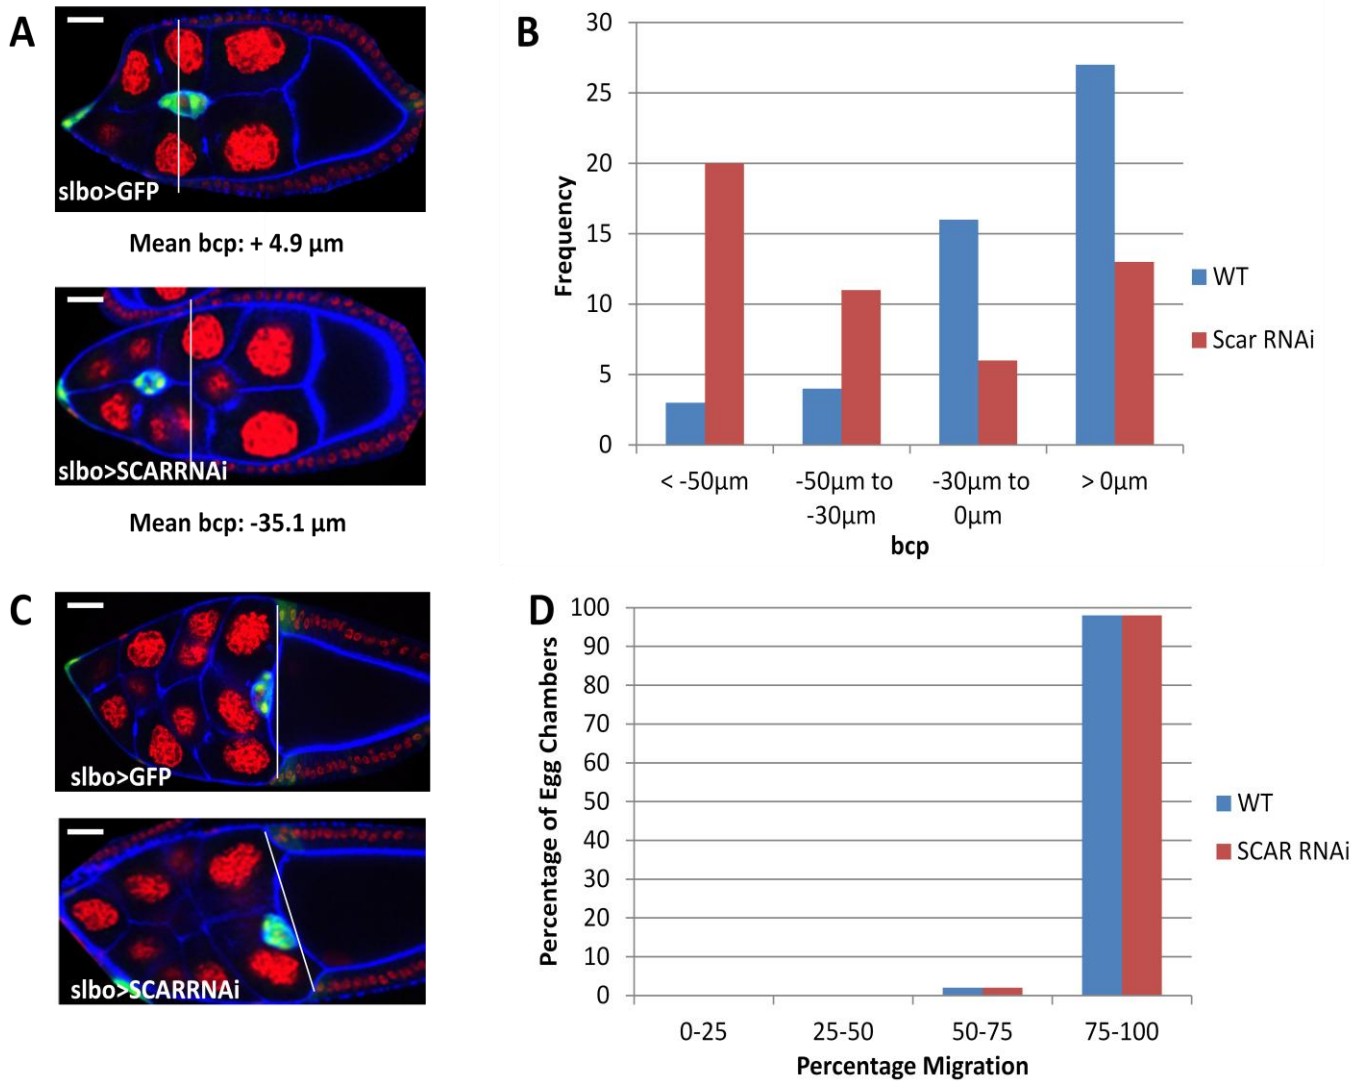 A
slbo>GFP
Mean bcp: + 4.9 µm
slbo>SCARRNAi
Mean bcp: -35.1 µm
B
30
25
20
15
10
5
0
Frequency
< -50µm
-50µm to
-30µm
-30µm to
0µm
> 0µm
bcp
WT
Scar RNAi
C
slbo>GFP
slbo>SCARRNAi
D
100
90
80
70
60
50
40
30
20
10
0
Percentage of Egg Chambers
0-25
25-50
50-75
75-100
Percentage Migration
WT
SCAR RNAi